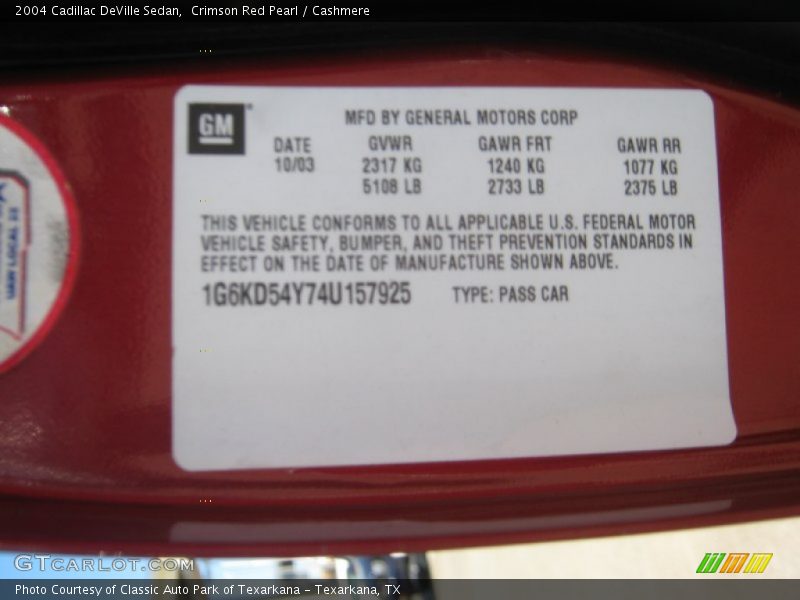 2004 Cadillac DeVille Sedan,  Crimson Red Pearl / Cashmere
GM
MFD BY GENERAL MOTORS CORP
DATE GVWR GAWR FRT GAWR RR
10/03 2317 KG 1240 KG 1077 KG
5108 LB 2733 LB 2375 LB
THIS VEHICLE CONFORMS TO ALL APPLICABLE U.S. FEDERAL MOTOR
VEHICLE SAFETY, BUMPER, AND THEFT PREVENTION STANDARDS IN
EFFECT ON THE DATE OF MANUFACTURE SHOWN ABOVE.
1G6KD54Y74U157925 TYPE: PASS CAR
UAW LOCAL 22
GTCARLOT.COM
Photo Courtesy of Classic Auto Park of Texarkana - Texarkana, TX